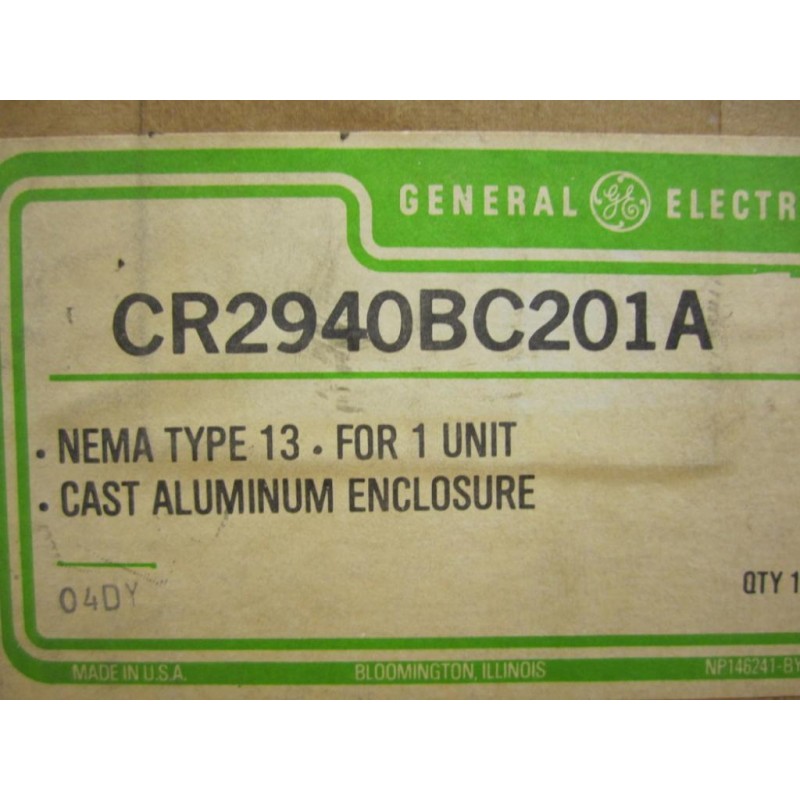 GENERAL GE ELECTR
CR2940BC201A
• NEMA TYPE 13 • FOR 1 UNIT
• CAST ALUMINUM ENCLOSURE
04DY
QTY 1
MADE IN U.S.A. BLOOMINGTON, ILLINOIS NP146241-BY